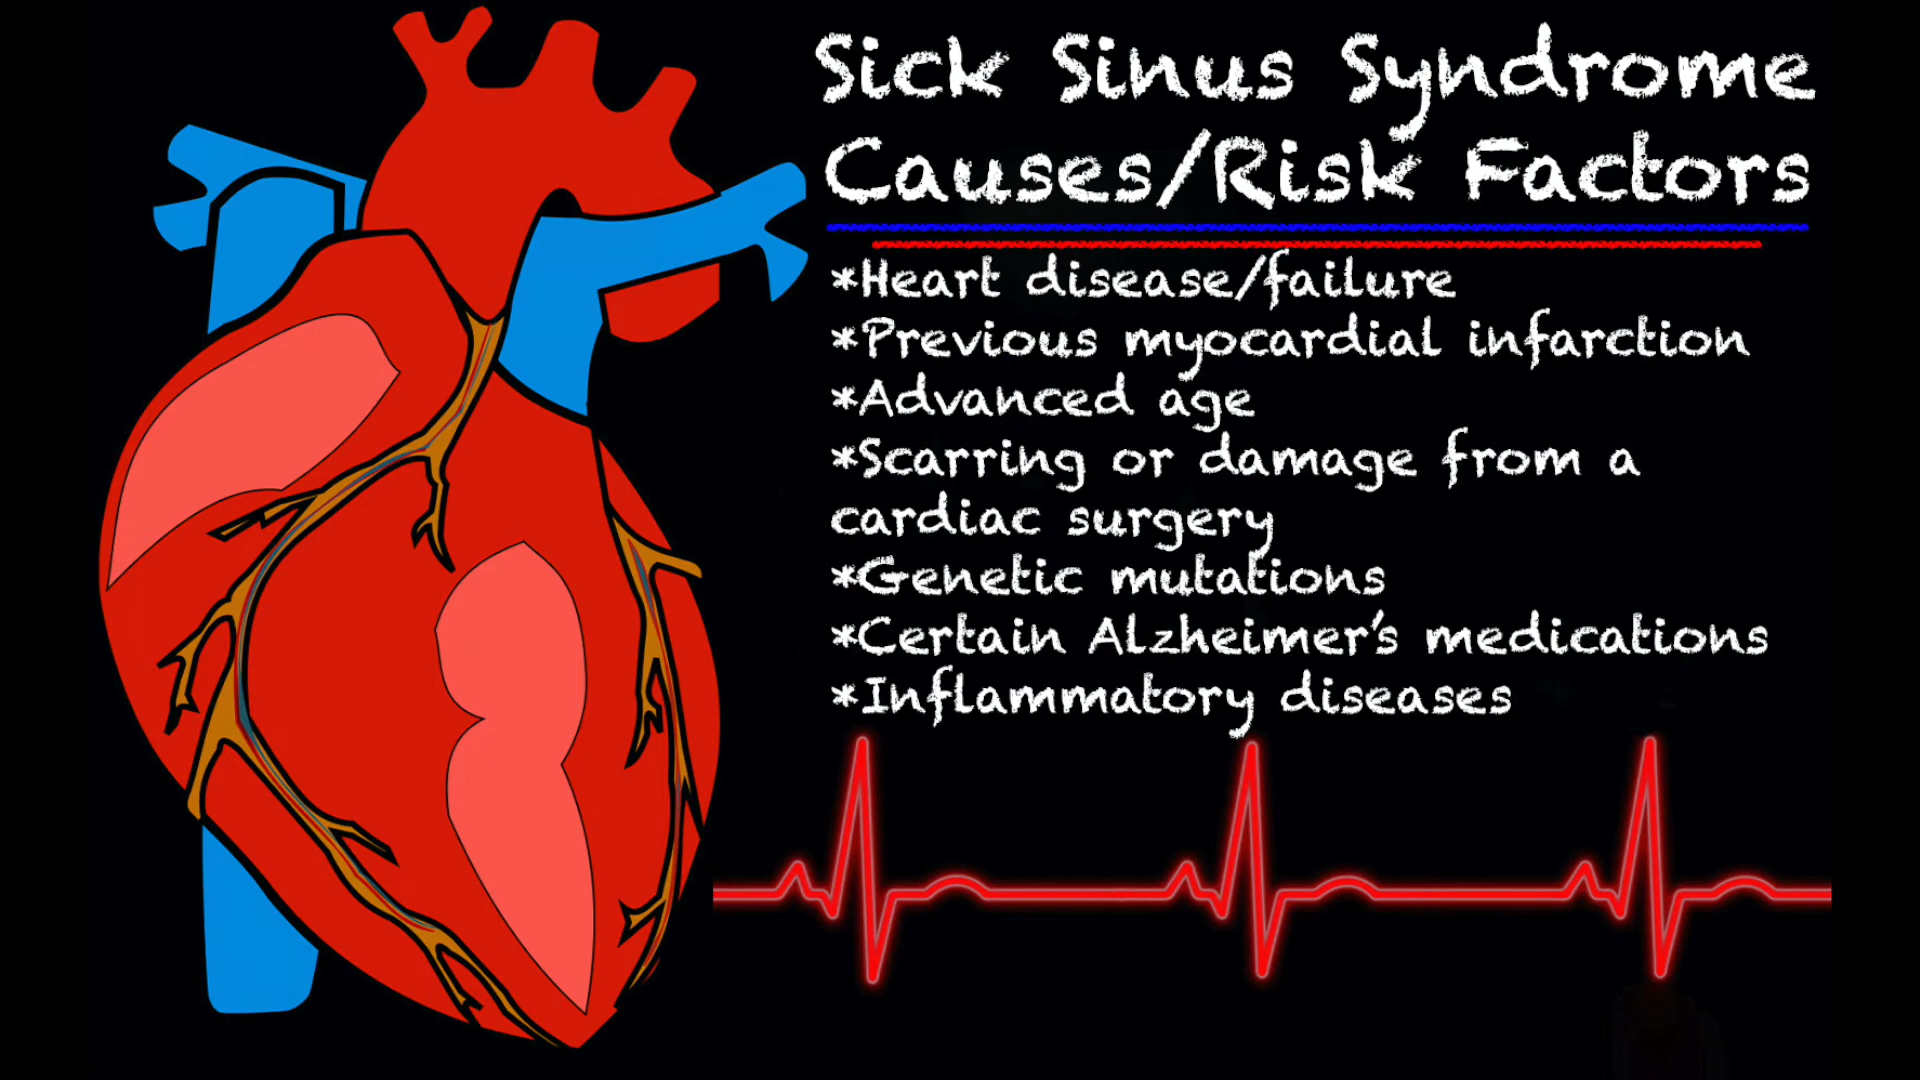 Sick Sinus Syndrome
Causes/Risk Factors
*Heart disease/failure
*Previous myocardial infarction
*Advanced age
*Scarring or damage from a
cardiac surgery
*Genetic mutations
*Certain Alzheimer's medications
*Inflammatory diseases